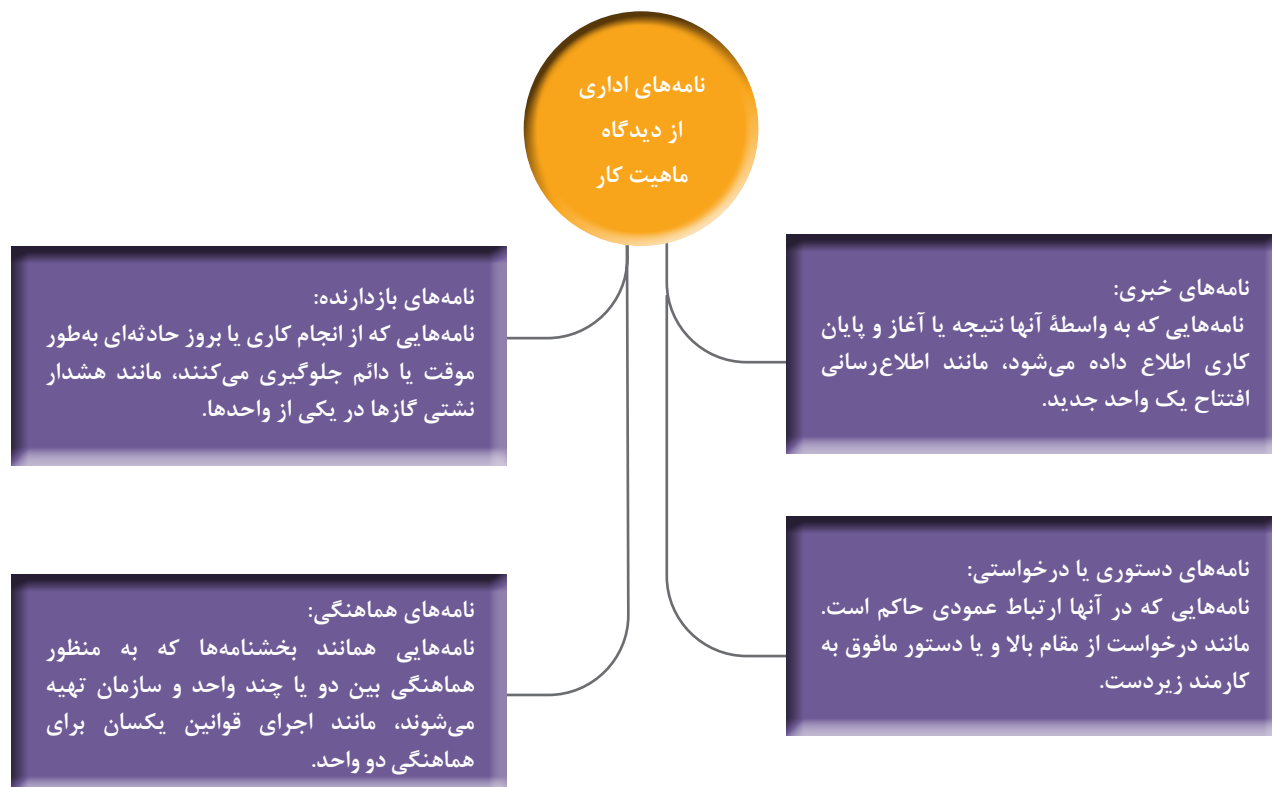 نامه‌های اداری
از دیدگاه
ماهیت کار
نامه‌های خبری:
نامه‌هایی که به واسطهٔ آنها نتیجه یا آغاز و پایان
کاری اطلاع داده می‌شود، مانند اطلاع‌رسانی
افتتاح یک واحد جدید.
نامه‌های بازدارنده:
نامه‌هایی که از انجام کاری یا بروز حادثه‌ای به‌طور
موقت یا دائم جلوگیری می‌کنند، مانند هشدار
نشتی گازها در یکی از واحدها.
نامه‌های دستوری یا درخواستی:
نامه‌هایی که در آنها ارتباط عمودی حاکم است.
مانند درخواست از مقام بالا و یا دستور مافوق به
کارمند زیردست.
نامه‌های هماهنگی:
نامه‌هایی همانند بخشنامه‌ها که به منظور
هماهنگی بین دو یا چند واحد و سازمان تهیه
می‌شوند، مانند اجرای قوانین یکسان برای
هماهنگی دو واحد.